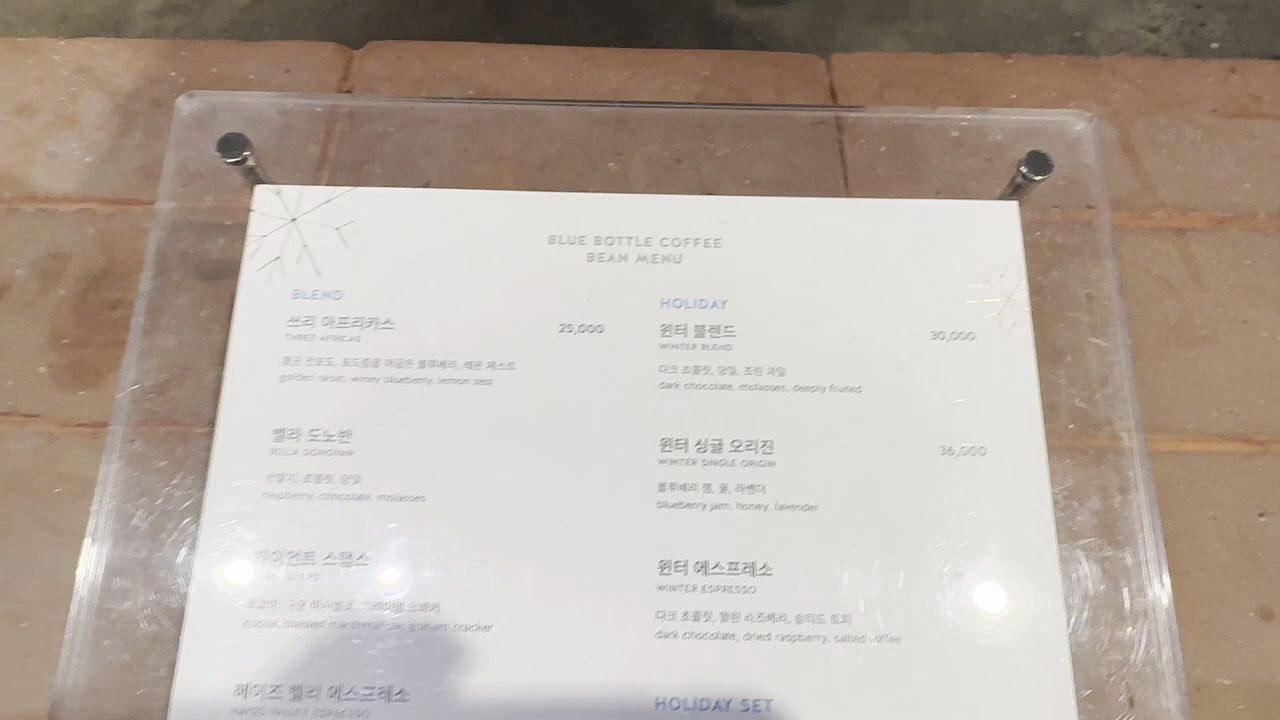 BLUE BOTTLE COFFEE
BEAN MENU
BLEND
쓰리 아프리카스 25,000
THREE AFRICAS
황금 건포도, 포도즙을 머금은 블루베리, 레몬 제스트
golden raisin, winey blueberry, lemon zest
벨라 도노반
BELLA DONOVAN
산딸기, 초콜릿, 당밀
raspberry, chocolate, molasses
자이언트 스텝스
코코아, 구운 마시멜로, 그레이엄 크래커
cocoa, toasted marshmallow, graham cracker
헤이즈 벨리 에스프레소
HAYES VALLEY ESPRESSO
HOLIDAY
윈터 블렌드 30,000
WINTER BLEND
다크 초콜릿, 당밀, 조린 과일
dark chocolate, molasses, deeply fruited
윈터 싱글 오리진 36,000
WINTER SINGLE ORIGIN
블루베리 잼, 꿀, 라벤더
blueberry jam, honey, lavender
윈터 에스프레소
WINTER ESPRESSO
다크 초콜릿, 말린 라즈베리, 솔티드 토피
dark chocolate, dried raspberry, salted toffee
HOLIDAY SET